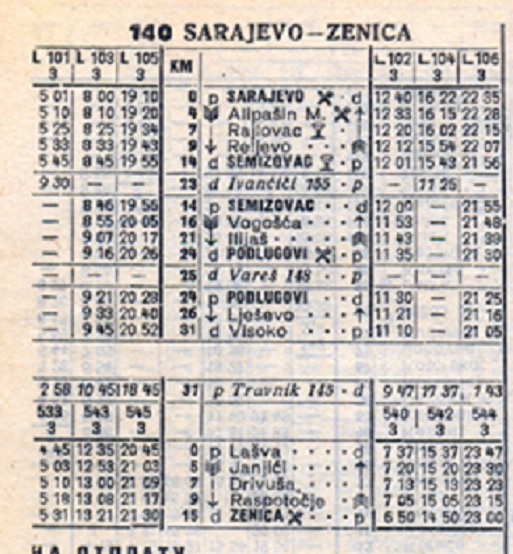 140 SARAJEVO–ZENICA
L 101 L 103 L 105 KM L 102 L 104 L 106
3 3 3 3 3 3
5 01 8 00 19 10 0 p SARAJEVO d 12 40 16 22 22 35
5 10 8 10 19 20 4 Alipašin M. 12 33 16 15 22 28
5 25 8 25 19 34 7 Rajlovac 12 20 16 02 22 15
5 33 8 33 19 43 9 Reljevo 12 12 15 54 22 07
5 45 8 45 19 55 14 d SEMIZOVAC p 12 01 15 43 21 56
9 30 — — 23 d Ivančići 155 p — 11 25 —
— 8 46 19 56 14 p SEMIZOVAC d 12 00 — 21 55
— 8 55 20 05 16 Vogošća 11 53 — 21 48
— 9 07 20 17 21 Ilijaš 11 43 — 21 39
— 9 16 20 26 24 d PODLUGOVI p 11 35 — 21 30
— — — 25 d Vareš 148 p — — —
— 9 21 20 28 24 p PODLUGOVI d 11 30 — 21 25
— 9 33 20 40 26 Lješevo 11 21 — 21 16
— 9 45 20 52 31 d Visoko p 11 10 — 21 05
2 58 10 45 18 45 31 p Travnik 145 d 9 47 17 37 7 43
533 543 545 540 542 544
3 3 3 3 3 3
4 45 12 35 20 45 0 p Lašva d 7 37 15 37 23 47
5 03 12 53 21 03 5 Janjići 7 20 15 20 23 30
5 10 13 00 21 09 7 Drivuša 7 13 15 13 23 23
5 18 13 08 21 17 9 Raspotočje 7 05 15 05 23 15
5 31 13 21 21 30 15 d ZENICA p 6 50 14 50 23 00